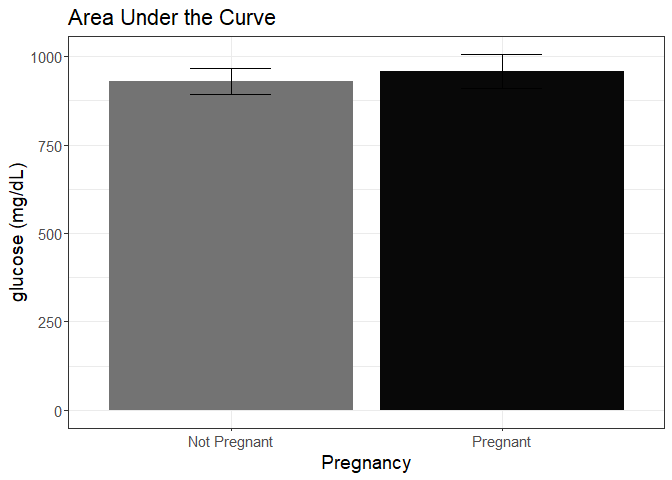 Area Under the Curve
glucose (mg/dL)
1000
750
500
250
0
Not Pregnant
Pregnant
Pregnancy